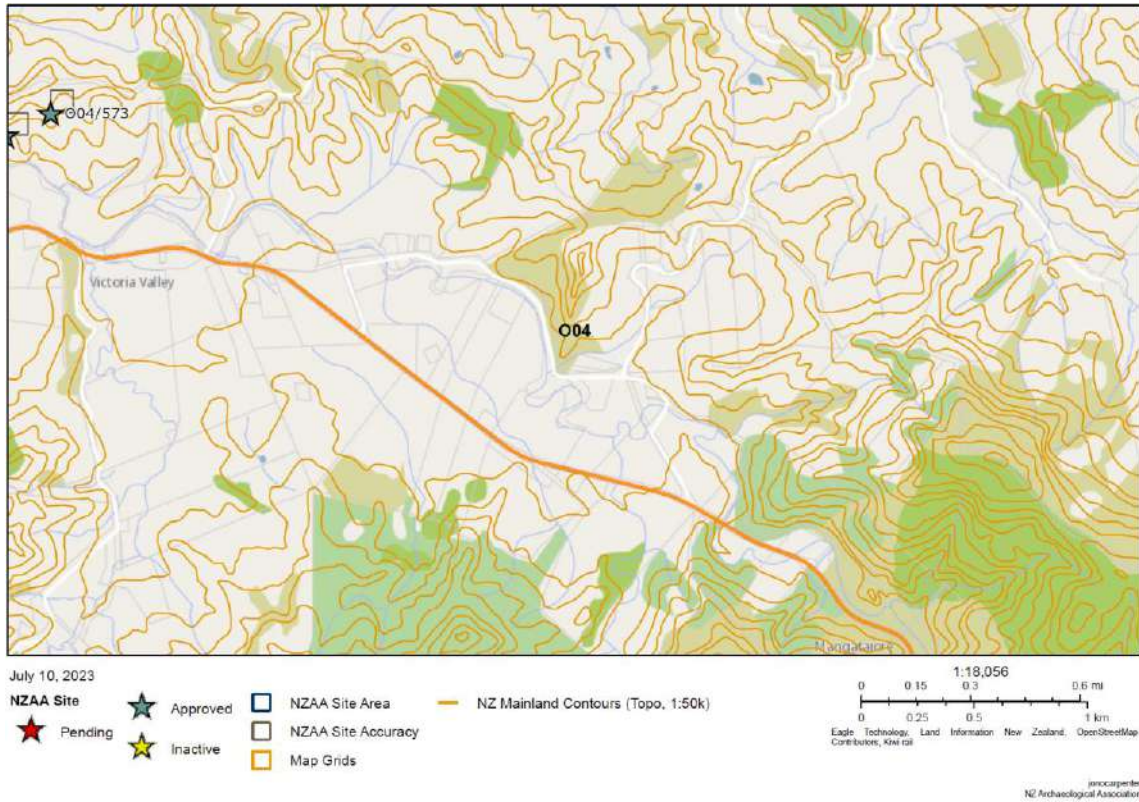 O04/573
Victoria Valley
O04
Mangataiore
July 10, 2023
NZAA Site
Pending
Approved
Inactive
NZAA Site Area
NZAA Site Accuracy
Map Grids
NZ Mainland Contours (Topo, 1:50k)
1:18,056
0 0.15 0.3 0.6 mi
0 0.25 0.5 1 km
Eagle Technology, Land Information New Zealand, OpenStreetMap
Contributors, Kiwi rail
jonocarpenter
NZ Archaeological Association